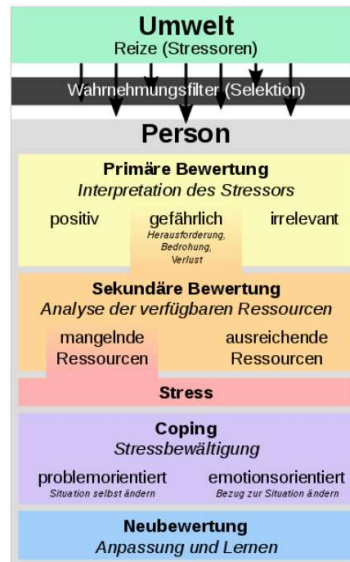 Umwelt
Reize (Stressoren)
Wahrnehmungsfilter (Selektion)
Person
Primäre Bewertung
Interpretation des Stressors
positiv gefährlich irrelevant
Herausforderung,
Bedrohung,
Verlust
Sekundäre Bewertung
Analyse der verfügbaren Ressourcen
mangelnde ausreichende
Ressourcen Ressourcen
Stress
Coping
Stressbewältigung
problemorientiert emotionsorientiert
Situation selbst ändern Bezug zur Situation ändern
Neubewertung
Anpassung und Lernen